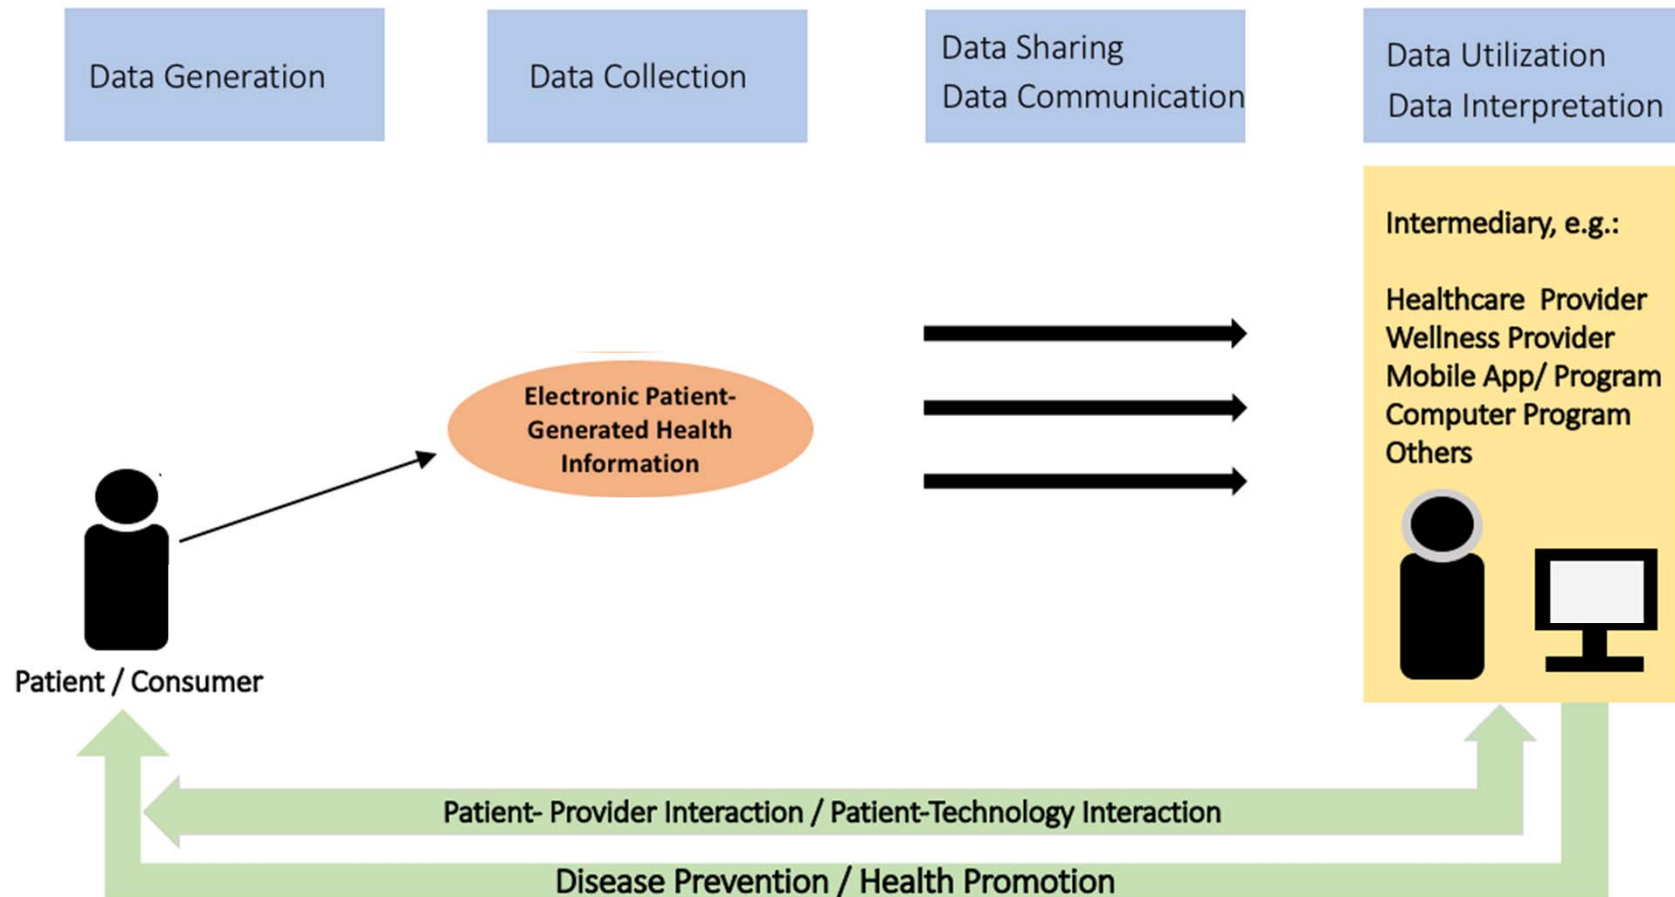 Data Generation
Data Collection
Data Sharing
Data Communication
Data Utilization
Data Interpretation
Intermediary, e.g.:
Healthcare Provider
Wellness Provider
Mobile App/ Program
Computer Program
Others
Electronic Patient-
Generated Health
Information
Patient / Consumer
Patient- Provider Interaction / Patient-Technology Interaction
Disease Prevention / Health Promotion